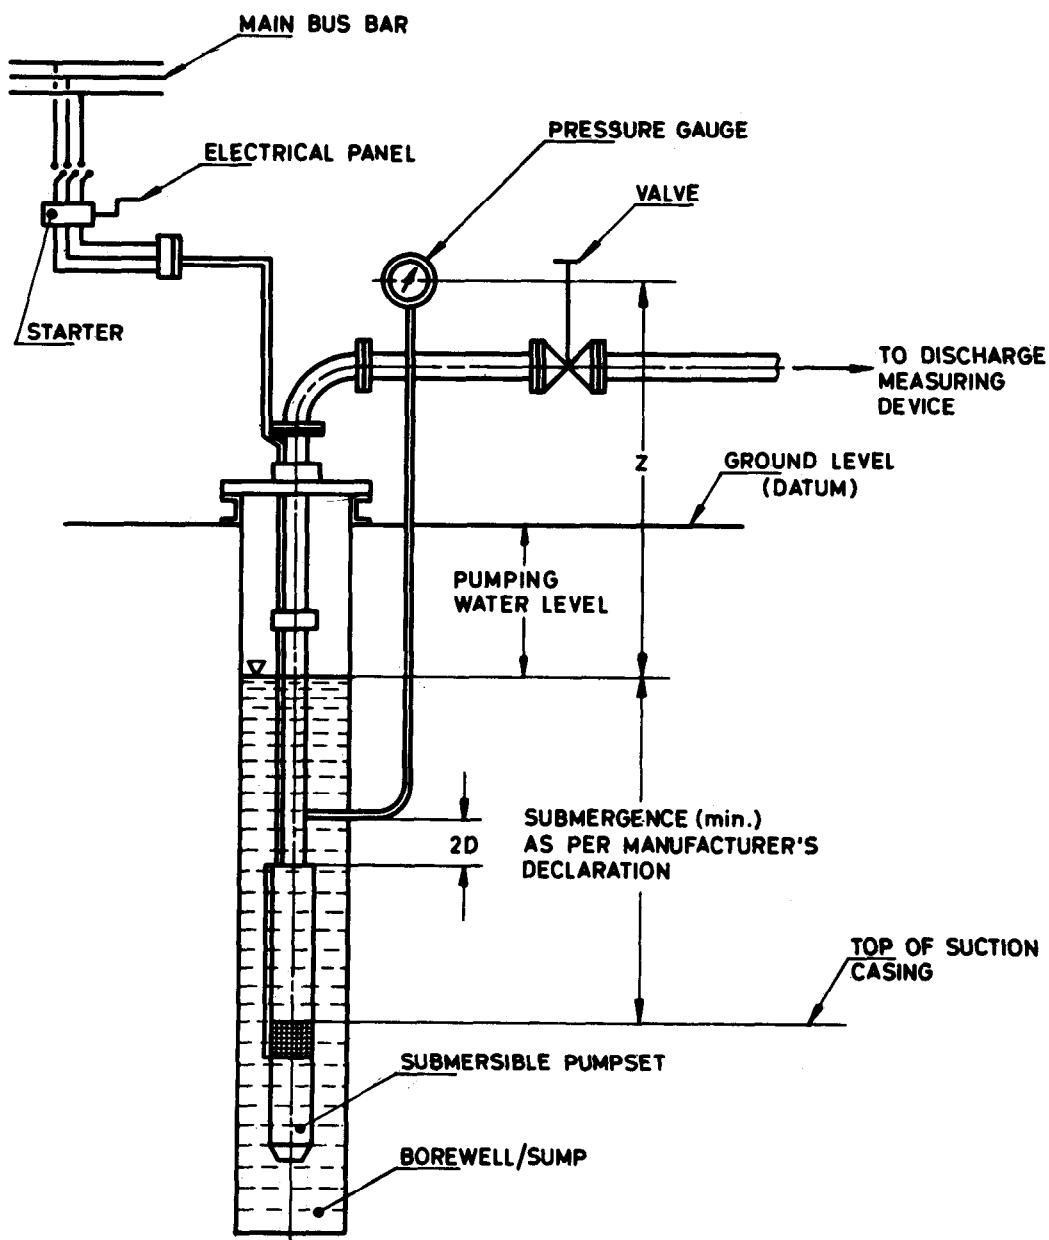 MAIN BUS BAR
PRESSURE GAUGE
ELECTRICAL PANEL
VALVE
STARTER
TO DISCHARGE
MEASURING
DEVICE
Z
GROUND LEVEL
(DATUM)
PUMPING
WATER LEVEL
2D
SUBMERGENCE (min.)
AS PER MANUFACTURER'S
DECLARATION
TOP OF SUCTION
CASING
SUBMERSIBLE PUMPSET
BOREWELL/SUMP